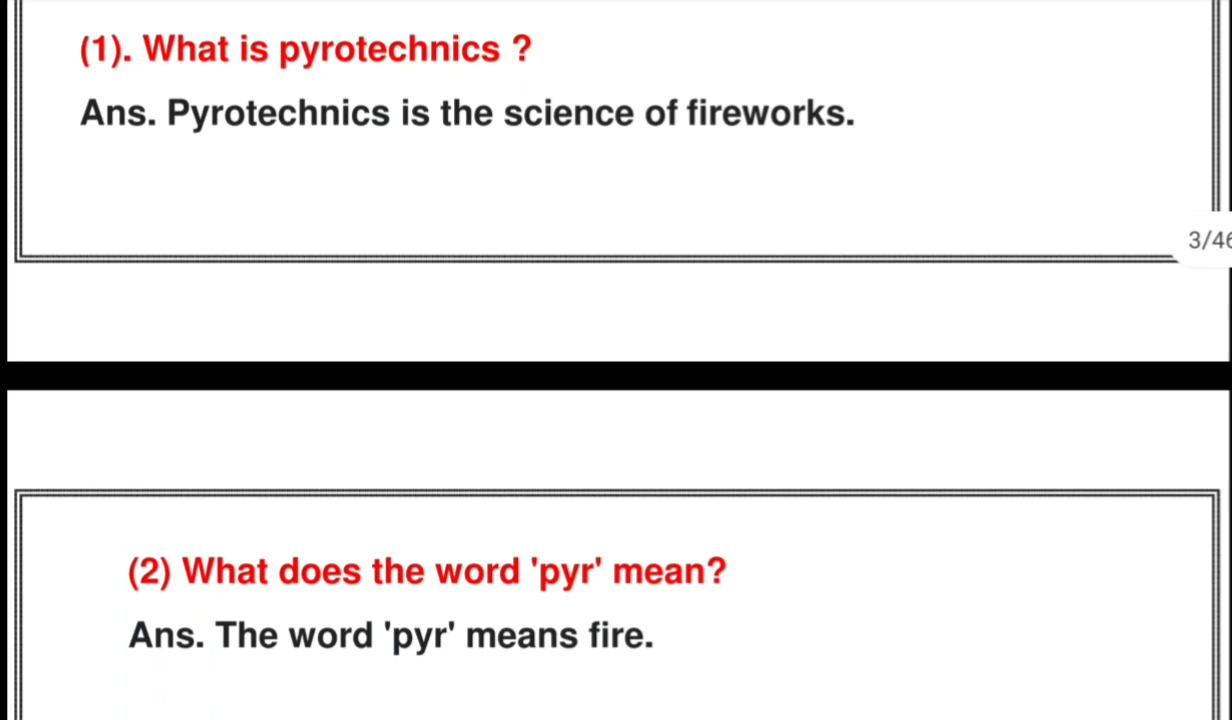 (1). What is pyrotechnics ?
Ans. Pyrotechnics is the science of fireworks.
3/46
(2) What does the word 'pyr' mean?
Ans. The word 'pyr' means fire.